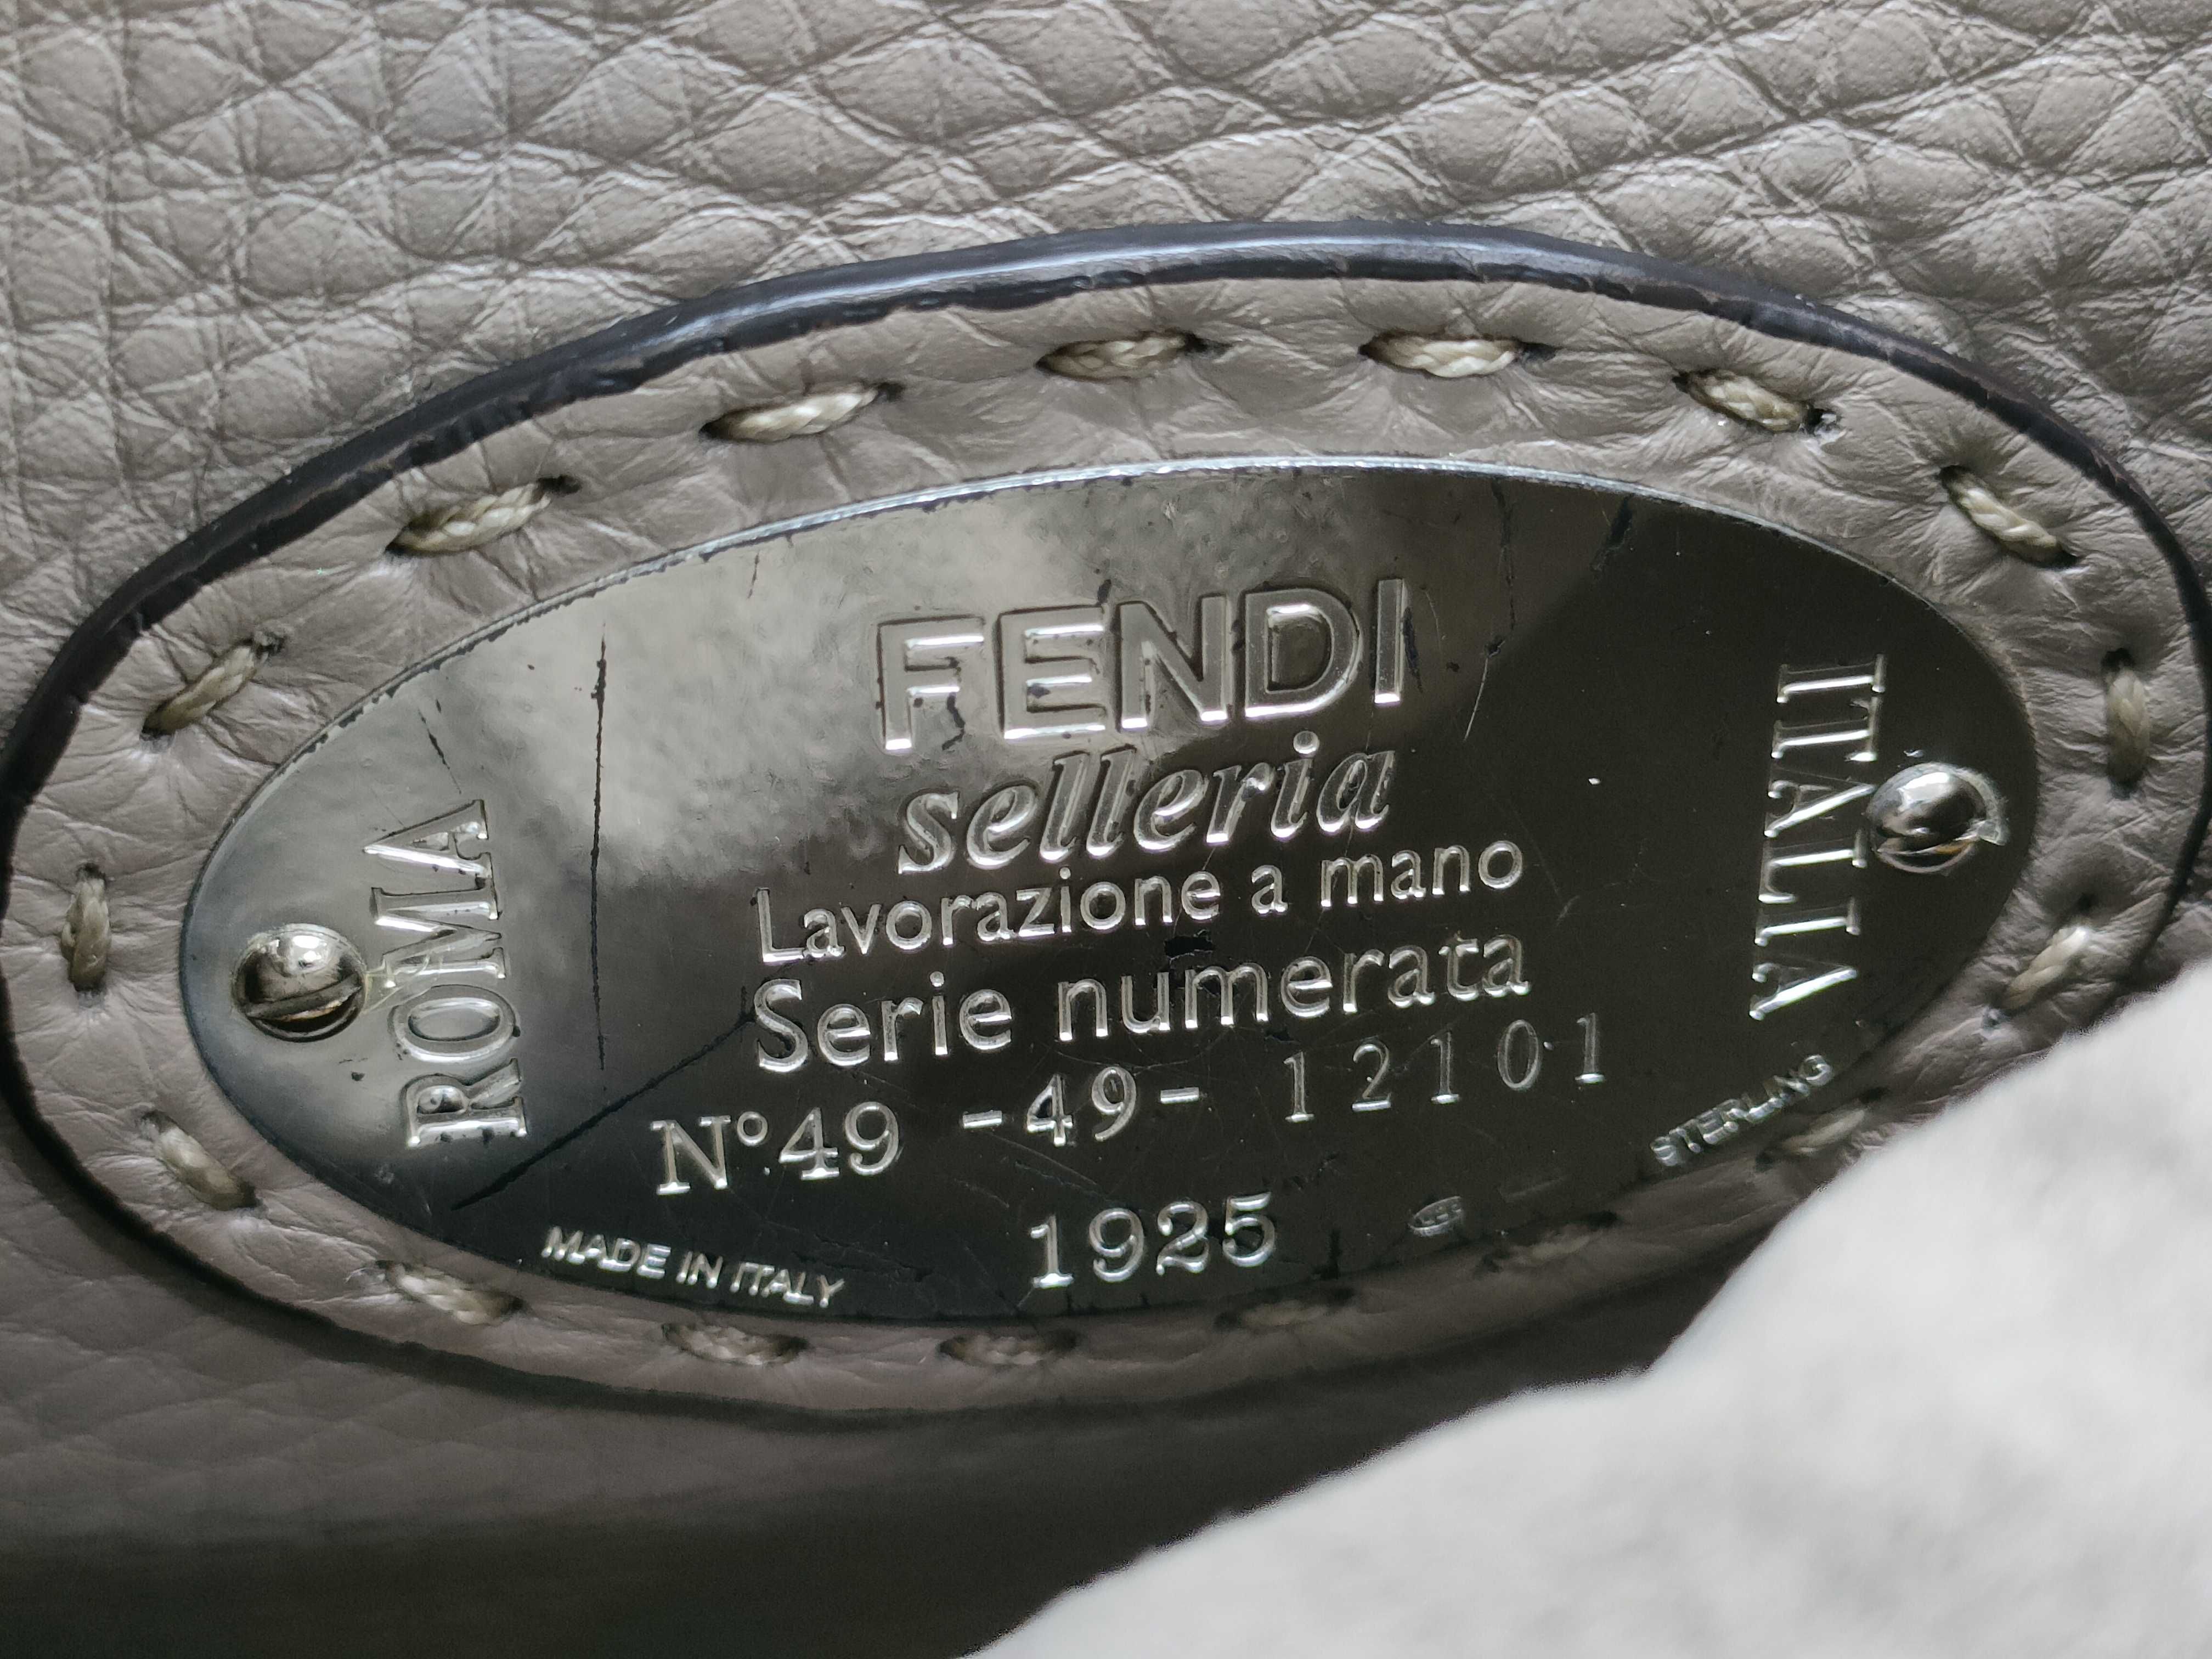 FENDI
selleria
Lavorazione a mano
Serie numerata
N°49 -49- 12101
1925
ROMA
ITALIA
MADE IN ITALY
STERLING